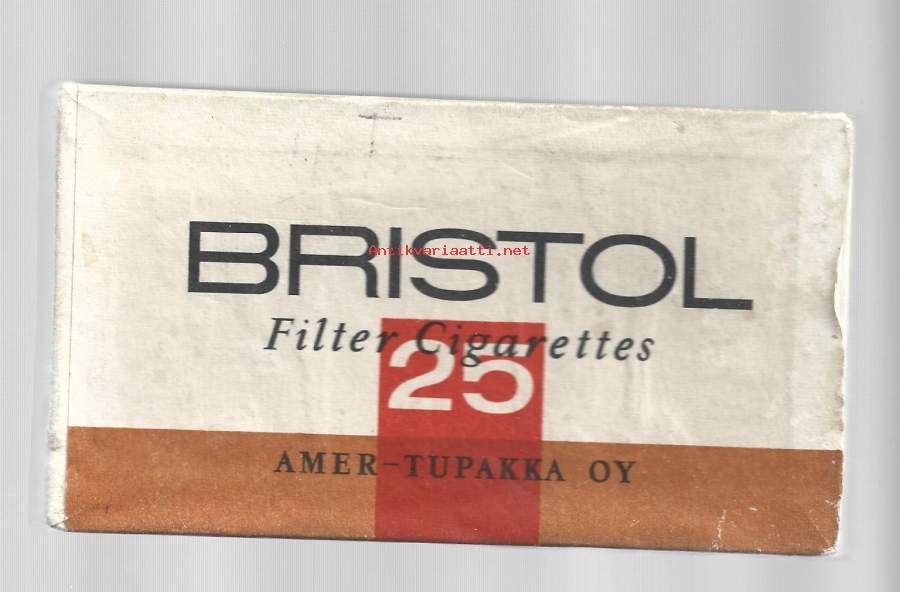 BRISTOL
Antikvariaatti.net
Filter Cigarettes
25
AMER-TUPAKKA OY